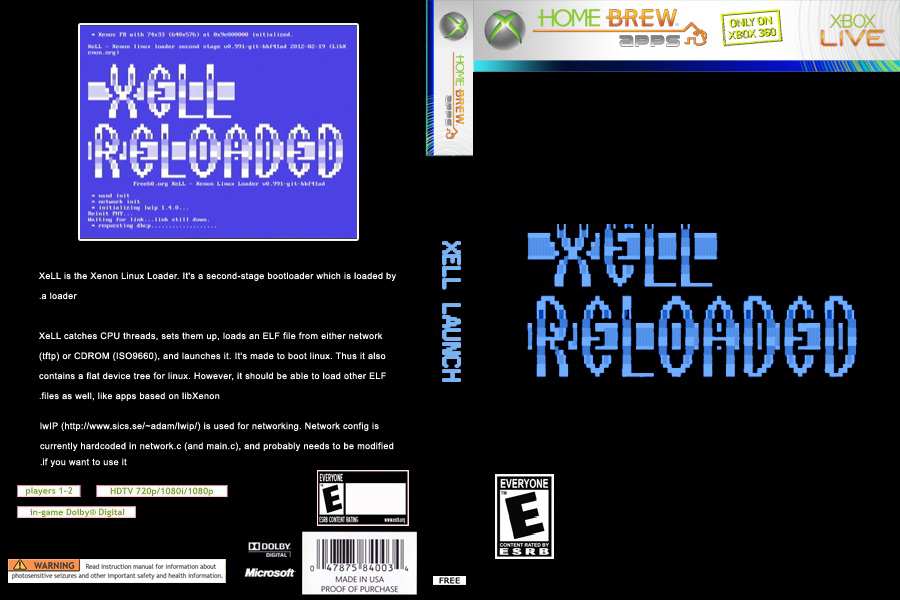 * Xenos FB with 74x33 (640x576) at 0x9e000000 initialized.
XeLL - Xenon linux loader second stage v0.991-git-bbf41ad 2012-02-19 (LibX
enon.org)
XELL
RELOADED
Free60.org XeLL - Xenon Linux Loader v0.991-git-bbf41ad
* nand init
* network init
* initializing lwip 1.4.0...
Reinit PHY...
Waiting for link...link still down.
* requesting dhcp...................
XeLL is the Xenon Linux Loader. It's a second-stage bootloader which is loaded by
.a loader
XeLL catches CPU threads, sets them up, loads an ELF file from either network
(tftp) or CDROM (ISO9660), and launches it. It's made to boot linux. Thus it also
contains a flat device tree for linux. However, it should be able to load other ELF
.files as well, like apps based on libXenon
lwIP (http://www.sics.se/~adam/lwip/) is used for networking. Network config is
currently hardcoded in network.c (and main.c), and probably needs to be modified
.if you want to use it
players 1-2
HDTV 720p/1080i/1080p
in-game Dolby® Digital
EVERYONE
E
ESRB CONTENT RATING www.esrb.org
WARNING Read instruction manual for information about
photosensitive seizures and other important safety and health information.
DOLBY
DIGITAL
Microsoft
0 47875 84003 4
MADE IN USA
PROOF OF PURCHASE
HOME BREW
apps
XELL LAUNCH
FREE
HOME BREW
apps
ONLY ON
XBOX 360
XBOX
LIVE
XELL
RELOADED
EVERYONE
TM
E
CONTENT RATED BY
ESRB